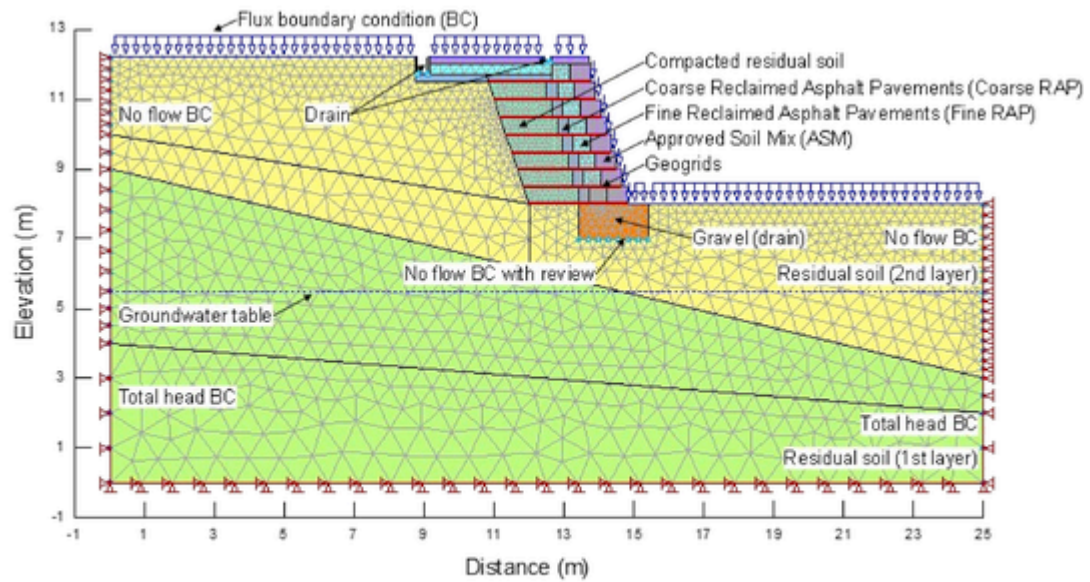 Flux boundary condition (BC)
13
Compacted residual soil
Coarse Reclaimed Asphalt Pavements (Coarse RAP)
11
No flow BC
Drain
Fine Reclaimed Asphalt Pavements (Fine RAP)
Approved Soil Mix (ASM)
9
Geogrids
7
Gravel (drain)
No flow BC
No flow BC with review
Residual soil (2nd layer)
5
Groundwater table
3
Total head BC
Total head BC
1
Residual soil (1st layer)
-1
Elevation (m)
-1 1 3 5 7 9 11 13 15 17 19 21 23 25
Distance (m)